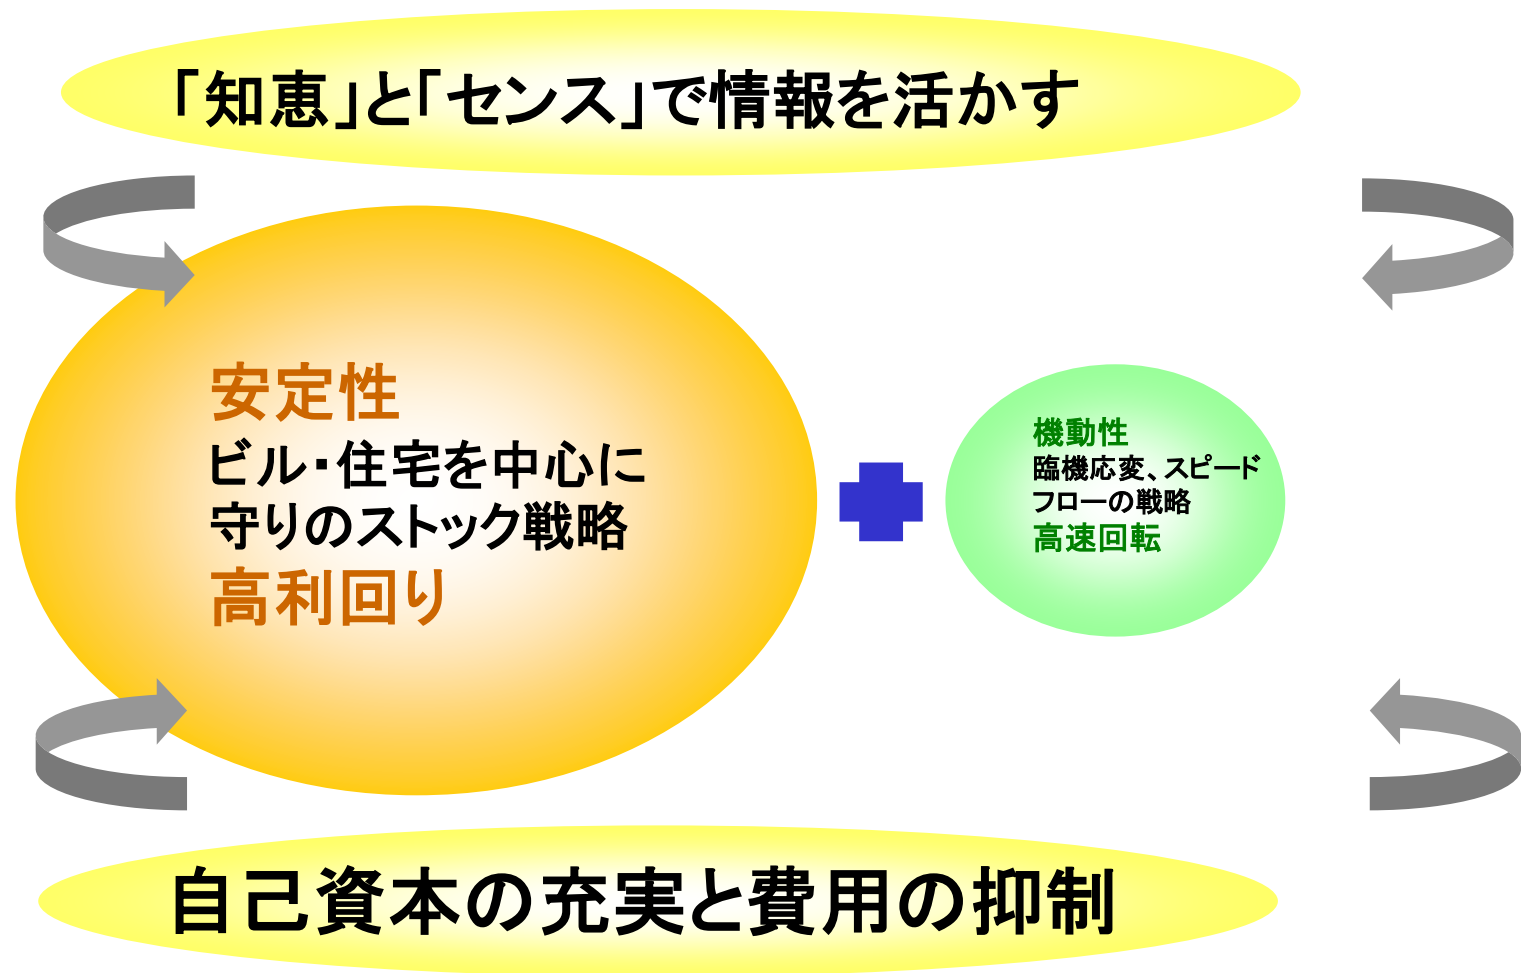 「知恵」と「センス」で情報を活かす
安定性
ビル・住宅を中心に
守りのストック戦略
高利回り
機動性
臨機応変、スピード
フローの戦略
高速回転
自己資本の充実と費用の抑制